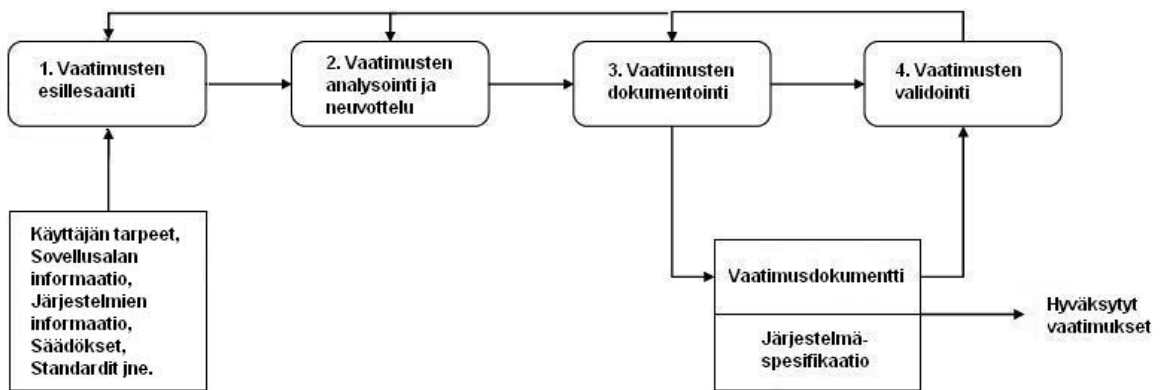 1. Vaatimusten
esillesaanti
2. Vaatimusten
analysointi ja
neuvottelu
3. Vaatimusten
dokumentointi
4. Vaatimusten
validointi
Käyttäjän tarpeet,
Sovellusalan
informaatio,
Järjestelmien
informaatio,
Säädökset,
Standardit jne.
Vaatimusdokumentti
Järjestelmä-
spesifikaatio
Hyväksytyt
vaatimukset